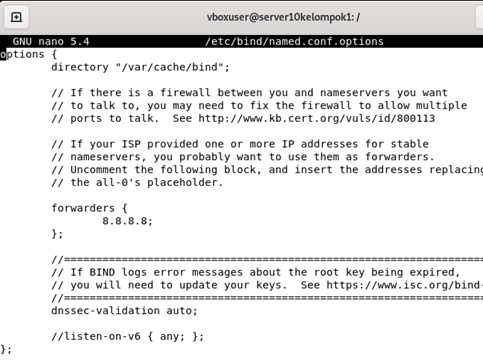 vboxuser@server10kelompok1: /
GNU nano 5.4 /etc/bind/named.conf.options
options {
directory "/var/cache/bind";
// If there is a firewall between you and nameservers you want
// to talk to, you may need to fix the firewall to allow multiple
// ports to talk. See http://www.kb.cert.org/vuls/id/800113
// If your ISP provided one or more IP addresses for stable
// nameservers, you probably want to use them as forwarders.
// Uncomment the following block, and insert the addresses replacing
// the all-0's placeholder.
forwarders {
8.8.8.8;
};
//=================================================================
// If BIND logs error messages about the root key being expired,
// you will need to update your keys. See https://www.isc.org/bind-
//=================================================================
dnssec-validation auto;
//listen-on-v6 { any; };
};